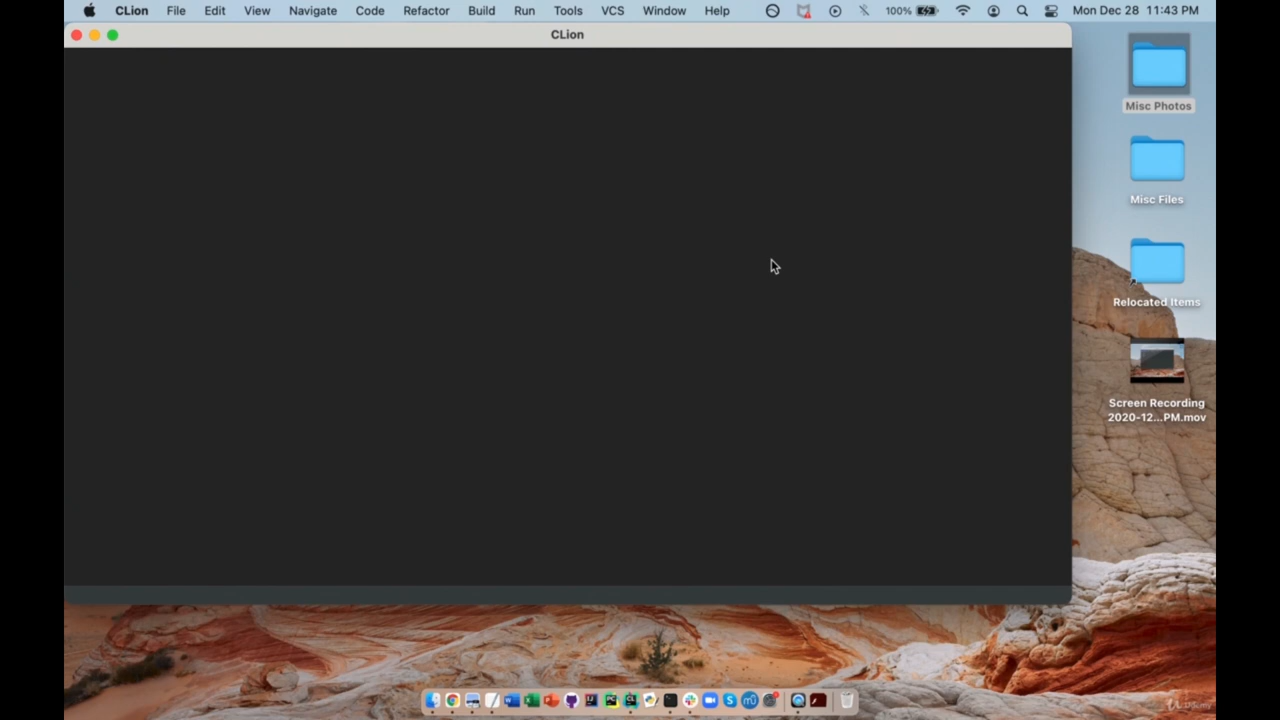 CLion File Edit View Navigate Code Refactor Build Run Tools VCS Window Help 100% Mon Dec 28 11:43 PM
CLion
Misc Photos
Misc Files
Relocated Items
Screen Recording
2020-12...PM.mov